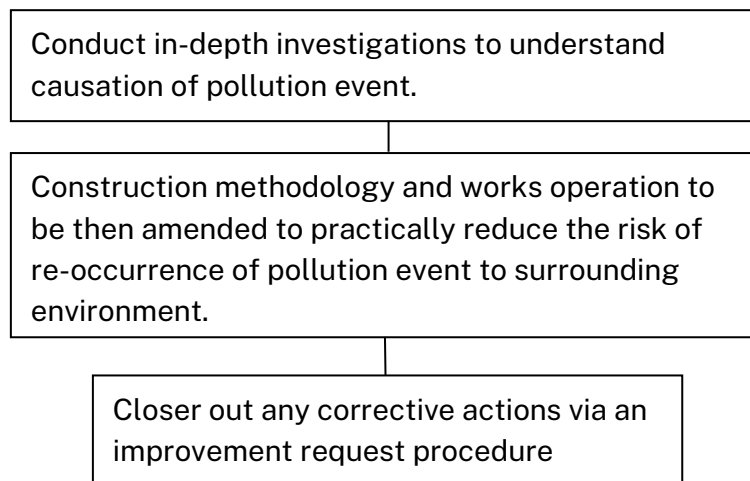 Conduct in-depth investigations to understand
causation of pollution event.
Construction methodology and works operation to
be then amended to practically reduce the risk of
re-occurrence of pollution event to surrounding
environment.
Closer out any corrective actions via an
improvement request procedure